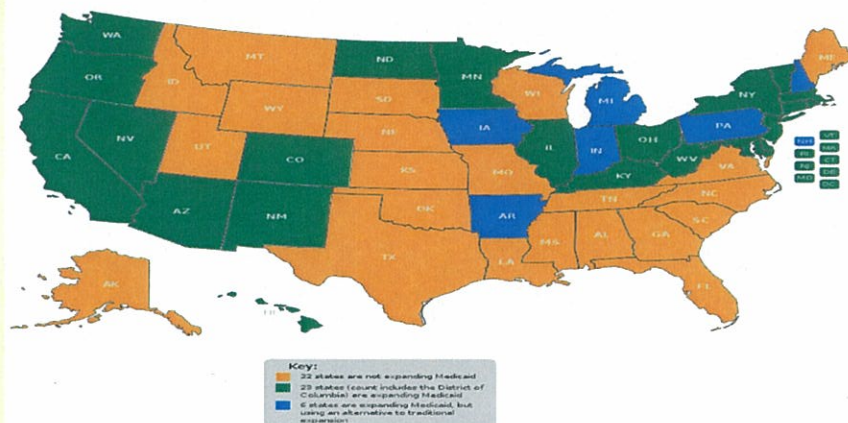 WA
MT
ND
MN
ME
OR
ID
SD
WI
MI
NY
WY
IA
PA
NE
NV
UT
IL
IN
OH
VT
NH
MA
RI
CT
NJ
DE
MD
DC
CA
CO
WV
VA
KS
MO
KY
NC
TN
AZ
NM
OK
AR
SC
MS
AL
GA
TX
LA
AK
FL
HI
Key:
22 states are not expanding Medicaid
23 states (count includes the District of
Columbia) are expanding Medicaid
6 states are expanding Medicaid, but
using an alternative to traditional
expansion